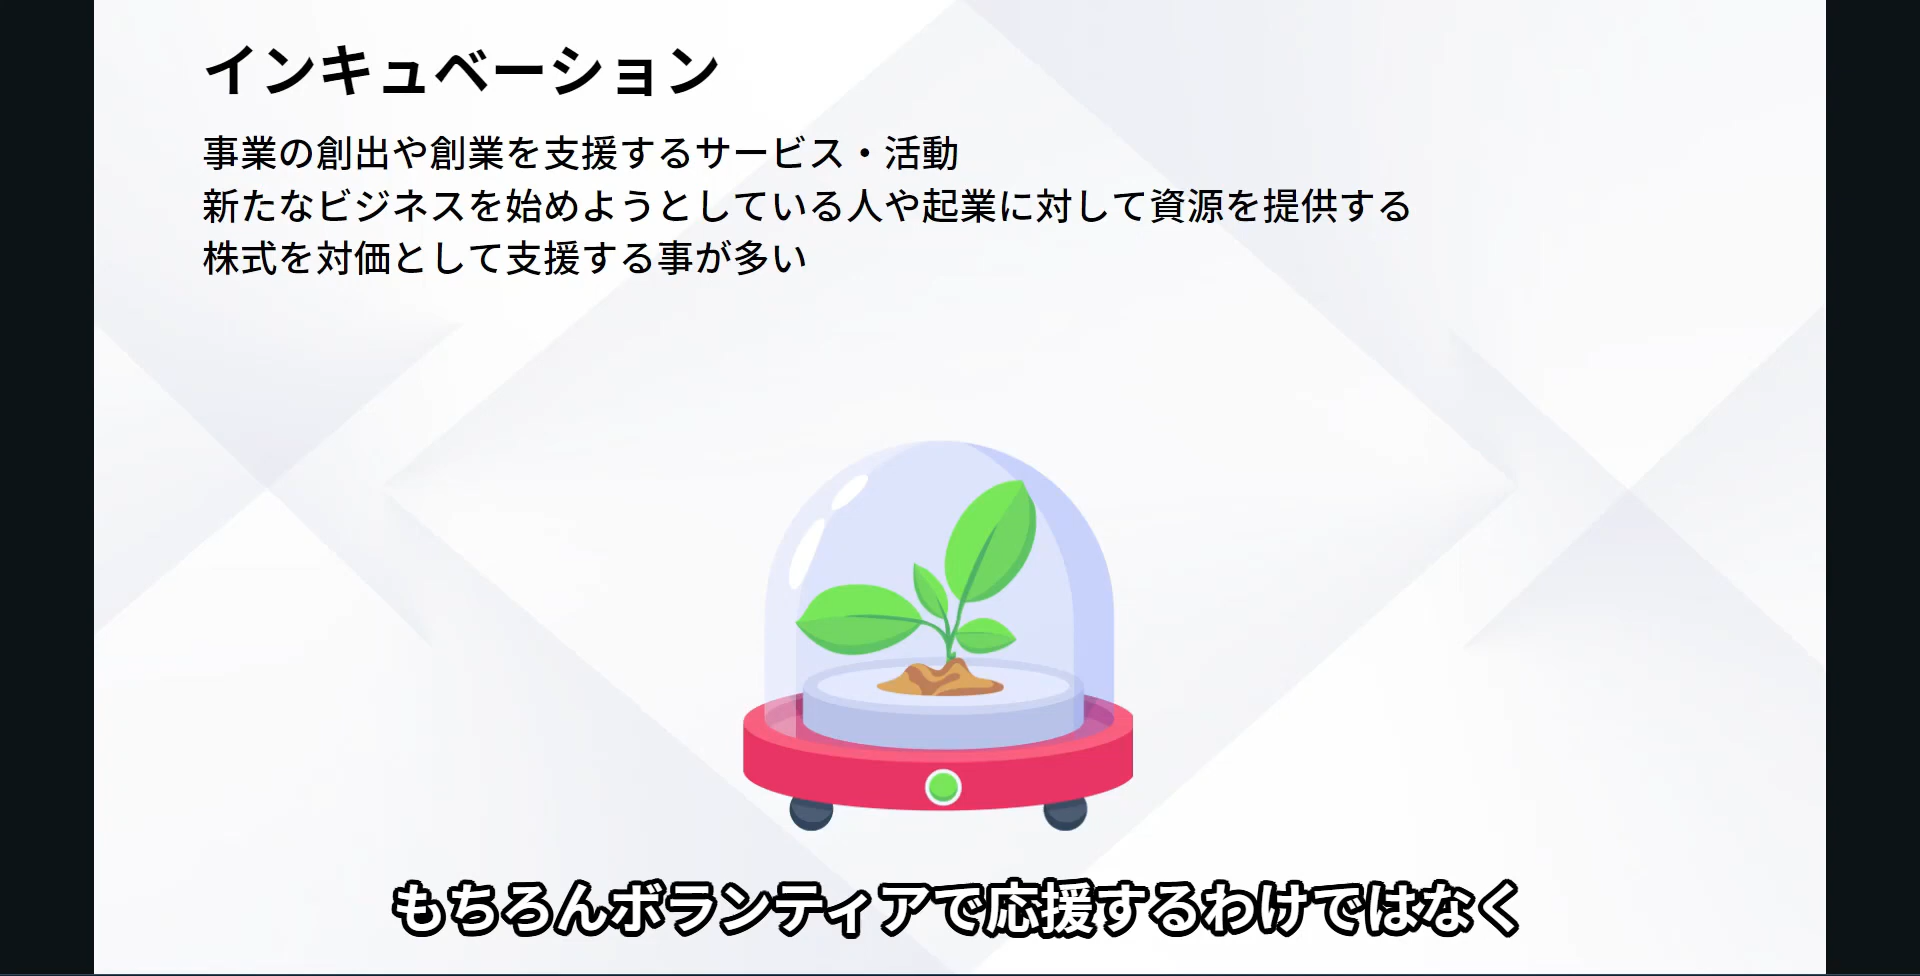 インキュベーション
事業の創出や創業を支援するサービス・活動
新たなビジネスを始めようとしている人や起業に対して資源を提供する
株式を対価として支援する事が多い
もちろんボランティアで応援するわけではなく